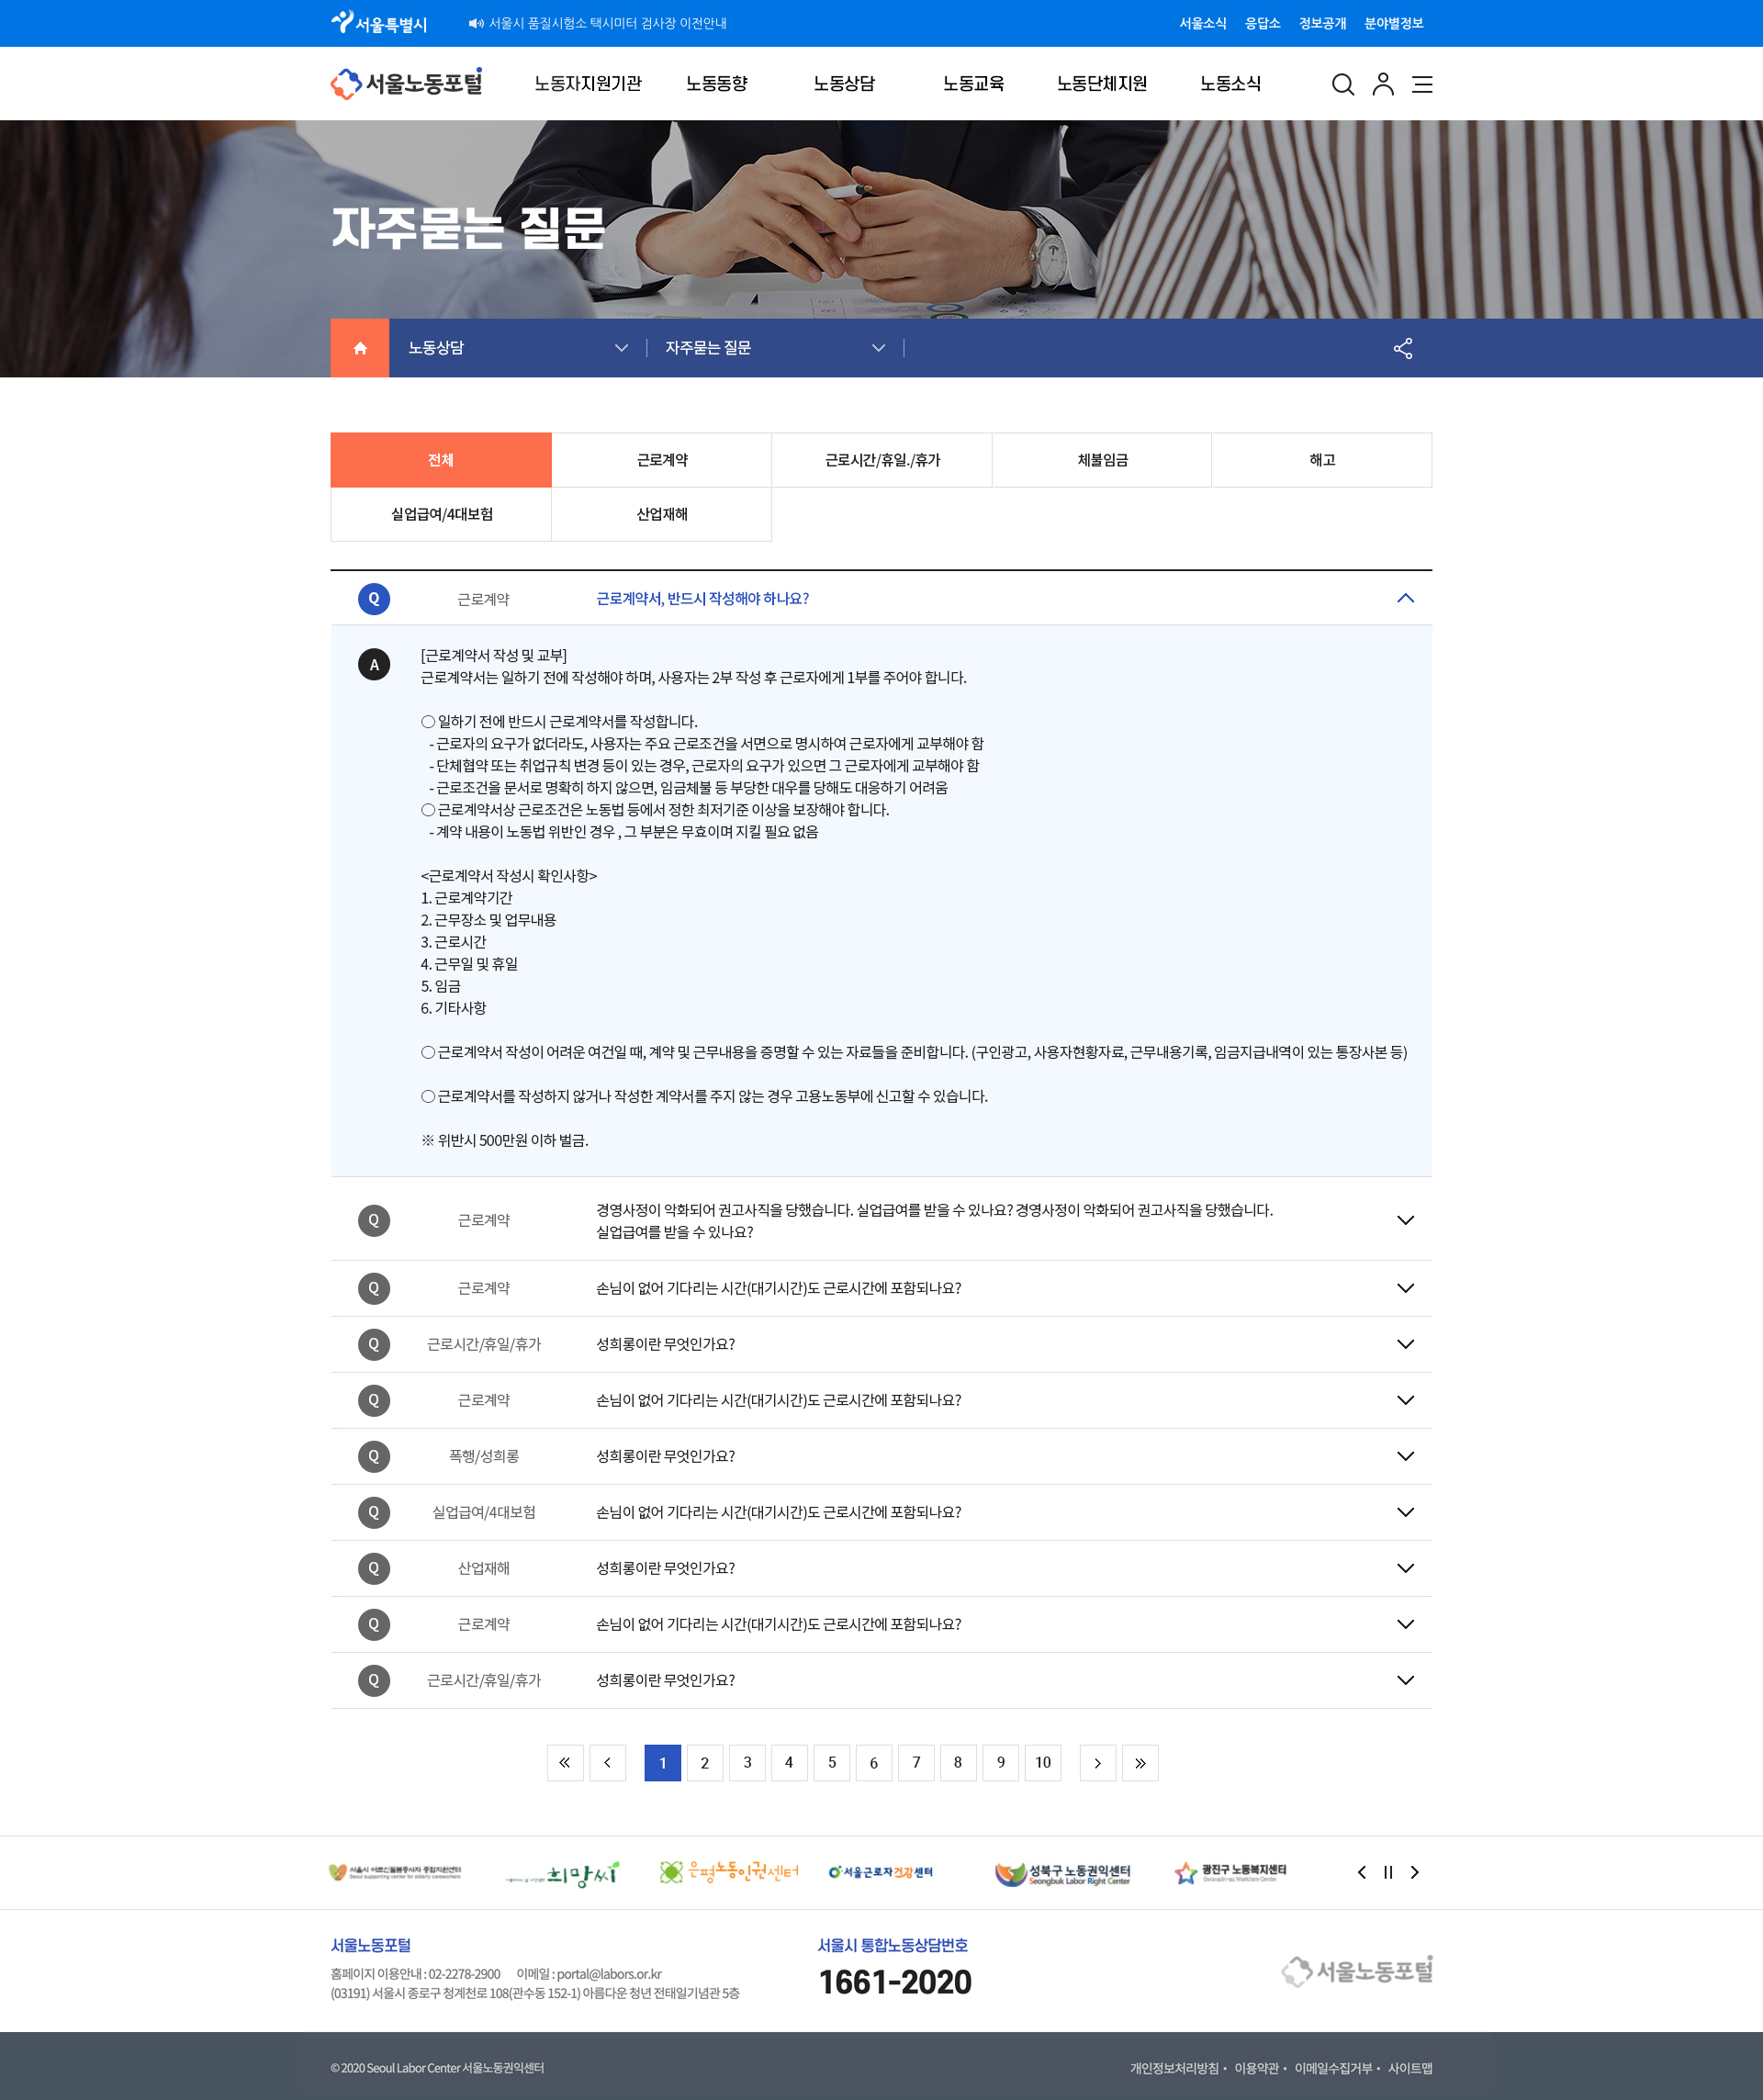 서울특별시
서울시 품질시험소 택시미터 검사장 이전안내
서울소식 응답소 정보공개 분야별정보
서울노동포털
노동자지원기관 노동동향 노동상담 노동교육 노동단체지원 노동소식
자주묻는 질문
노동상담 자주묻는 질문
전체 근로계약 근로시간/휴일./휴가 체불임금 해고
실업급여/4대보험 산업재해
Q 근로계약 근로계약서, 반드시 작성해야 하나요?
A [근로계약서 작성 및 교부]
근로계약서는 일하기 전에 작성해야 하며, 사용자는 2부 작성 후 근로자에게 1부를 주어야 합니다.
○ 일하기 전에 반드시 근로계약서를 작성합니다.
- 근로자의 요구가 없더라도, 사용자는 주요 근로조건을 서면으로 명시하여 근로자에게 교부해야 함
- 단체협약 또는 취업규칙 변경 등이 있는 경우, 근로자의 요구가 있으면 그 근로자에게 교부해야 함
- 근로조건을 문서로 명확히 하지 않으면, 임금체불 등 부당한 대우를 당해도 대응하기 어려움
○ 근로계약서상 근로조건은 노동법 등에서 정한 최저기준 이상을 보장해야 합니다.
- 계약 내용이 노동법 위반인 경우 , 그 부분은 무효이며 지킬 필요 없음
<근로계약서 작성시 확인사항>
1. 근로계약기간
2. 근무장소 및 업무내용
3. 근로시간
4. 근무일 및 휴일
5. 임금
6. 기타사항
○ 근로계약서 작성이 어려운 여건일 때, 계약 및 근무내용을 증명할 수 있는 자료들을 준비합니다. (구인광고, 사용자현황자료, 근무내용기록, 임금지급내역이 있는 통장사본 등)
○ 근로계약서를 작성하지 않거나 작성한 계약서를 주지 않는 경우 고용노동부에 신고할 수 있습니다.
※ 위반시 500만원 이하 벌금.
Q 근로계약 경영사정이 악화되어 권고사직을 당했습니다. 실업급여를 받을 수 있나요? 경영사정이 악화되어 권고사직을 당했습니다.
실업급여를 받을 수 있나요?
Q 근로계약 손님이 없어 기다리는 시간(대기시간)도 근로시간에 포함되나요?
Q 근로시간/휴일/휴가 성희롱이란 무엇인가요?
Q 근로계약 손님이 없어 기다리는 시간(대기시간)도 근로시간에 포함되나요?
Q 폭행/성희롱 성희롱이란 무엇인가요?
Q 실업급여/4대보험 손님이 없어 기다리는 시간(대기시간)도 근로시간에 포함되나요?
Q 산업재해 성희롱이란 무엇인가요?
Q 근로계약 손님이 없어 기다리는 시간(대기시간)도 근로시간에 포함되나요?
Q 근로시간/휴일/휴가 성희롱이란 무엇인가요?
1 2 3 4 5 6 7 8 9 10
서울시 어르신돌봄종사자 종합지원센터
Seoul supporting center for elderly careworkers
희망씨
은평노동인권센터
서울근로자건강센터
성북구 노동권익센터
Seongbuk Labor Right Center
광진구 노동복지센터
서울노동포털 서울시 통합노동상담번호
홈페이지 이용안내 : 02-2278-2900 이메일 : portal@labors.or.kr
(03191) 서울시 종로구 청계천로 108(관수동 152-1) 아름다운 청년 전태일기념관 5층
1661-2020
서울노동포털
© 2020 Seoul Labor Center 서울노동권익센터
개인정보처리방침 • 이용약관 • 이메일수집거부 • 사이트맵